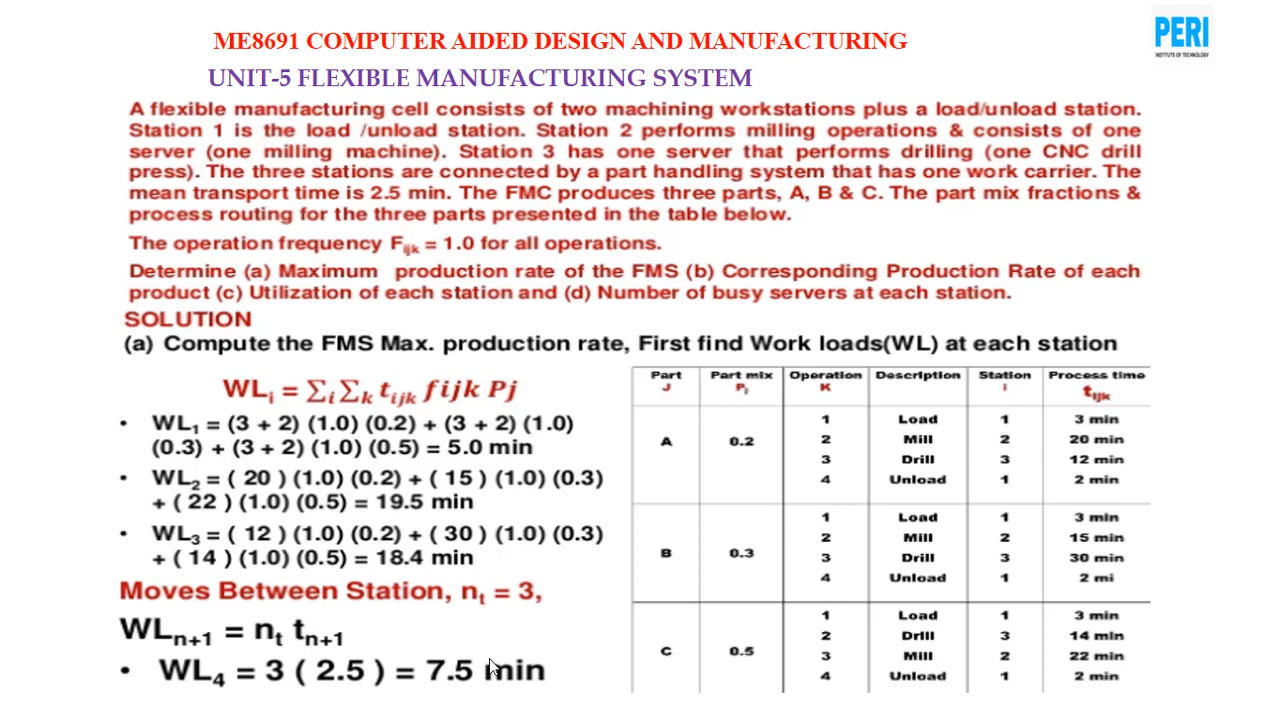 ME8691 COMPUTER AIDED DESIGN AND MANUFACTURING
PERI
INSTITUTE OF TECHNOLOGY
UNIT-5 FLEXIBLE MANUFACTURING SYSTEM
A flexible manufacturing cell consists of two machining workstations plus a load/unload station.
Station 1 is the load /unload station. Station 2 performs milling operations & consists of one
server (one milling machine). Station 3 has one server that performs drilling (one CNC drill
press). The three stations are connected by a part handling system that has one work carrier. The
mean transport time is 2.5 min. The FMC produces three parts, A, B & C. The part mix fractions &
process routing for the three parts presented in the table below.
The operation frequency Fijk = 1.0 for all operations.
Determine (a) Maximum production rate of the FMS (b) Corresponding Production Rate of each
product (c) Utilization of each station and (d) Number of busy servers at each station.
SOLUTION
(a) Compute the FMS Max. production rate, First find Work loads(WL) at each station
WLi = ∑i ∑k tijk fijk Pj
• WL1 = (3 + 2) (1.0) (0.2) + (3 + 2) (1.0)
(0.3) + (3 + 2) (1.0) (0.5) = 5.0 min
• WL2 = ( 20 ) (1.0) (0.2) + ( 15 ) (1.0) (0.3)
+ ( 22 ) (1.0) (0.5) = 19.5 min
• WL3 = ( 12 ) (1.0) (0.2) + ( 30 ) (1.0) (0.3)
+ ( 14 ) (1.0) (0.5) = 18.4 min
Moves Between Station, nt = 3,
WLn+1 = nt tn+1
• WL4 = 3 ( 2.5 ) = 7.5 min
Part Part mix Operation Description Station Process time
J Pj K i tijk
1 Load 1 3 min
A 0.2 2 Mill 2 20 min
3 Drill 3 12 min
4 Unload 1 2 min
1 Load 1 3 min
2 Mill 2 15 min
B 0.3 3 Drill 3 30 min
4 Unload 1 2 mi
1 Load 1 3 min
2 Drill 3 14 min
C 0.5 3 Mill 2 22 min
4 Unload 1 2 min